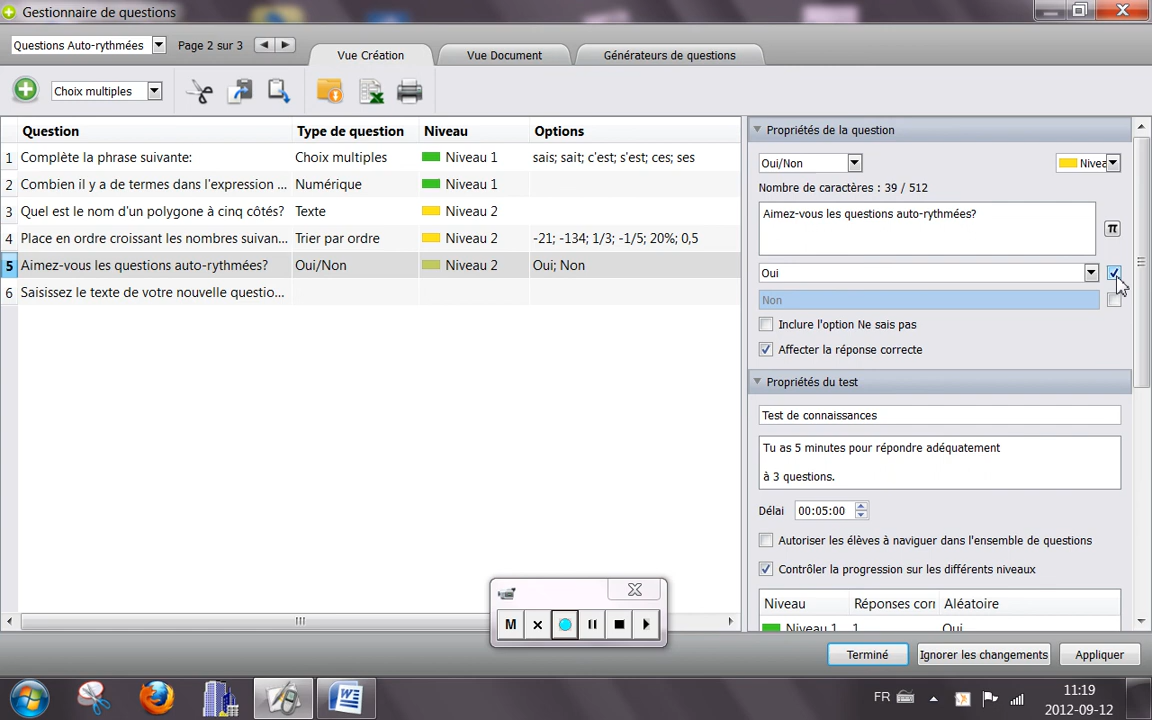 Gestionnaire de questions
Questions Auto-rythmées
Page 2 sur 3
Vue Création
Vue Document
Générateurs de questions
Choix multiples
Question Type de question Niveau Options
1 Complète la phrase suivante: Choix multiples Niveau 1 sais; sait; c'est; s'est; ces; ses
2 Combien il y a de termes dans l'expression ... Numérique Niveau 1
3 Quel est le nom d'un polygone à cinq côtés? Texte Niveau 2
4 Place en ordre croissant les nombres suivan... Trier par ordre Niveau 2 -21; -134; 1/3; -1/5; 20%; 0,5
5 Aimez-vous les questions auto-rythmées? Oui/Non Niveau 2 Oui; Non
6 Saisissez le texte de votre nouvelle questio...
Propriétés de la question
Oui/Non
Nivea
Nombre de caractères : 39 / 512
Aimez-vous les questions auto-rythmées?
π
Oui
Non
Inclure l'option Ne sais pas
Affecter la réponse correcte
Propriétés du test
Test de connaissances
Tu as 5 minutes pour répondre adéquatement
à 3 questions.
Délai 00:05:00
Autoriser les élèves à naviguer dans l'ensemble de questions
Contrôler la progression sur les différents niveaux
Niveau Réponses corr Aléatoire
Niveau 1 1 Oui
M
Terminé
Ignorer les changements
Appliquer
FR
11:19
2012-09-12